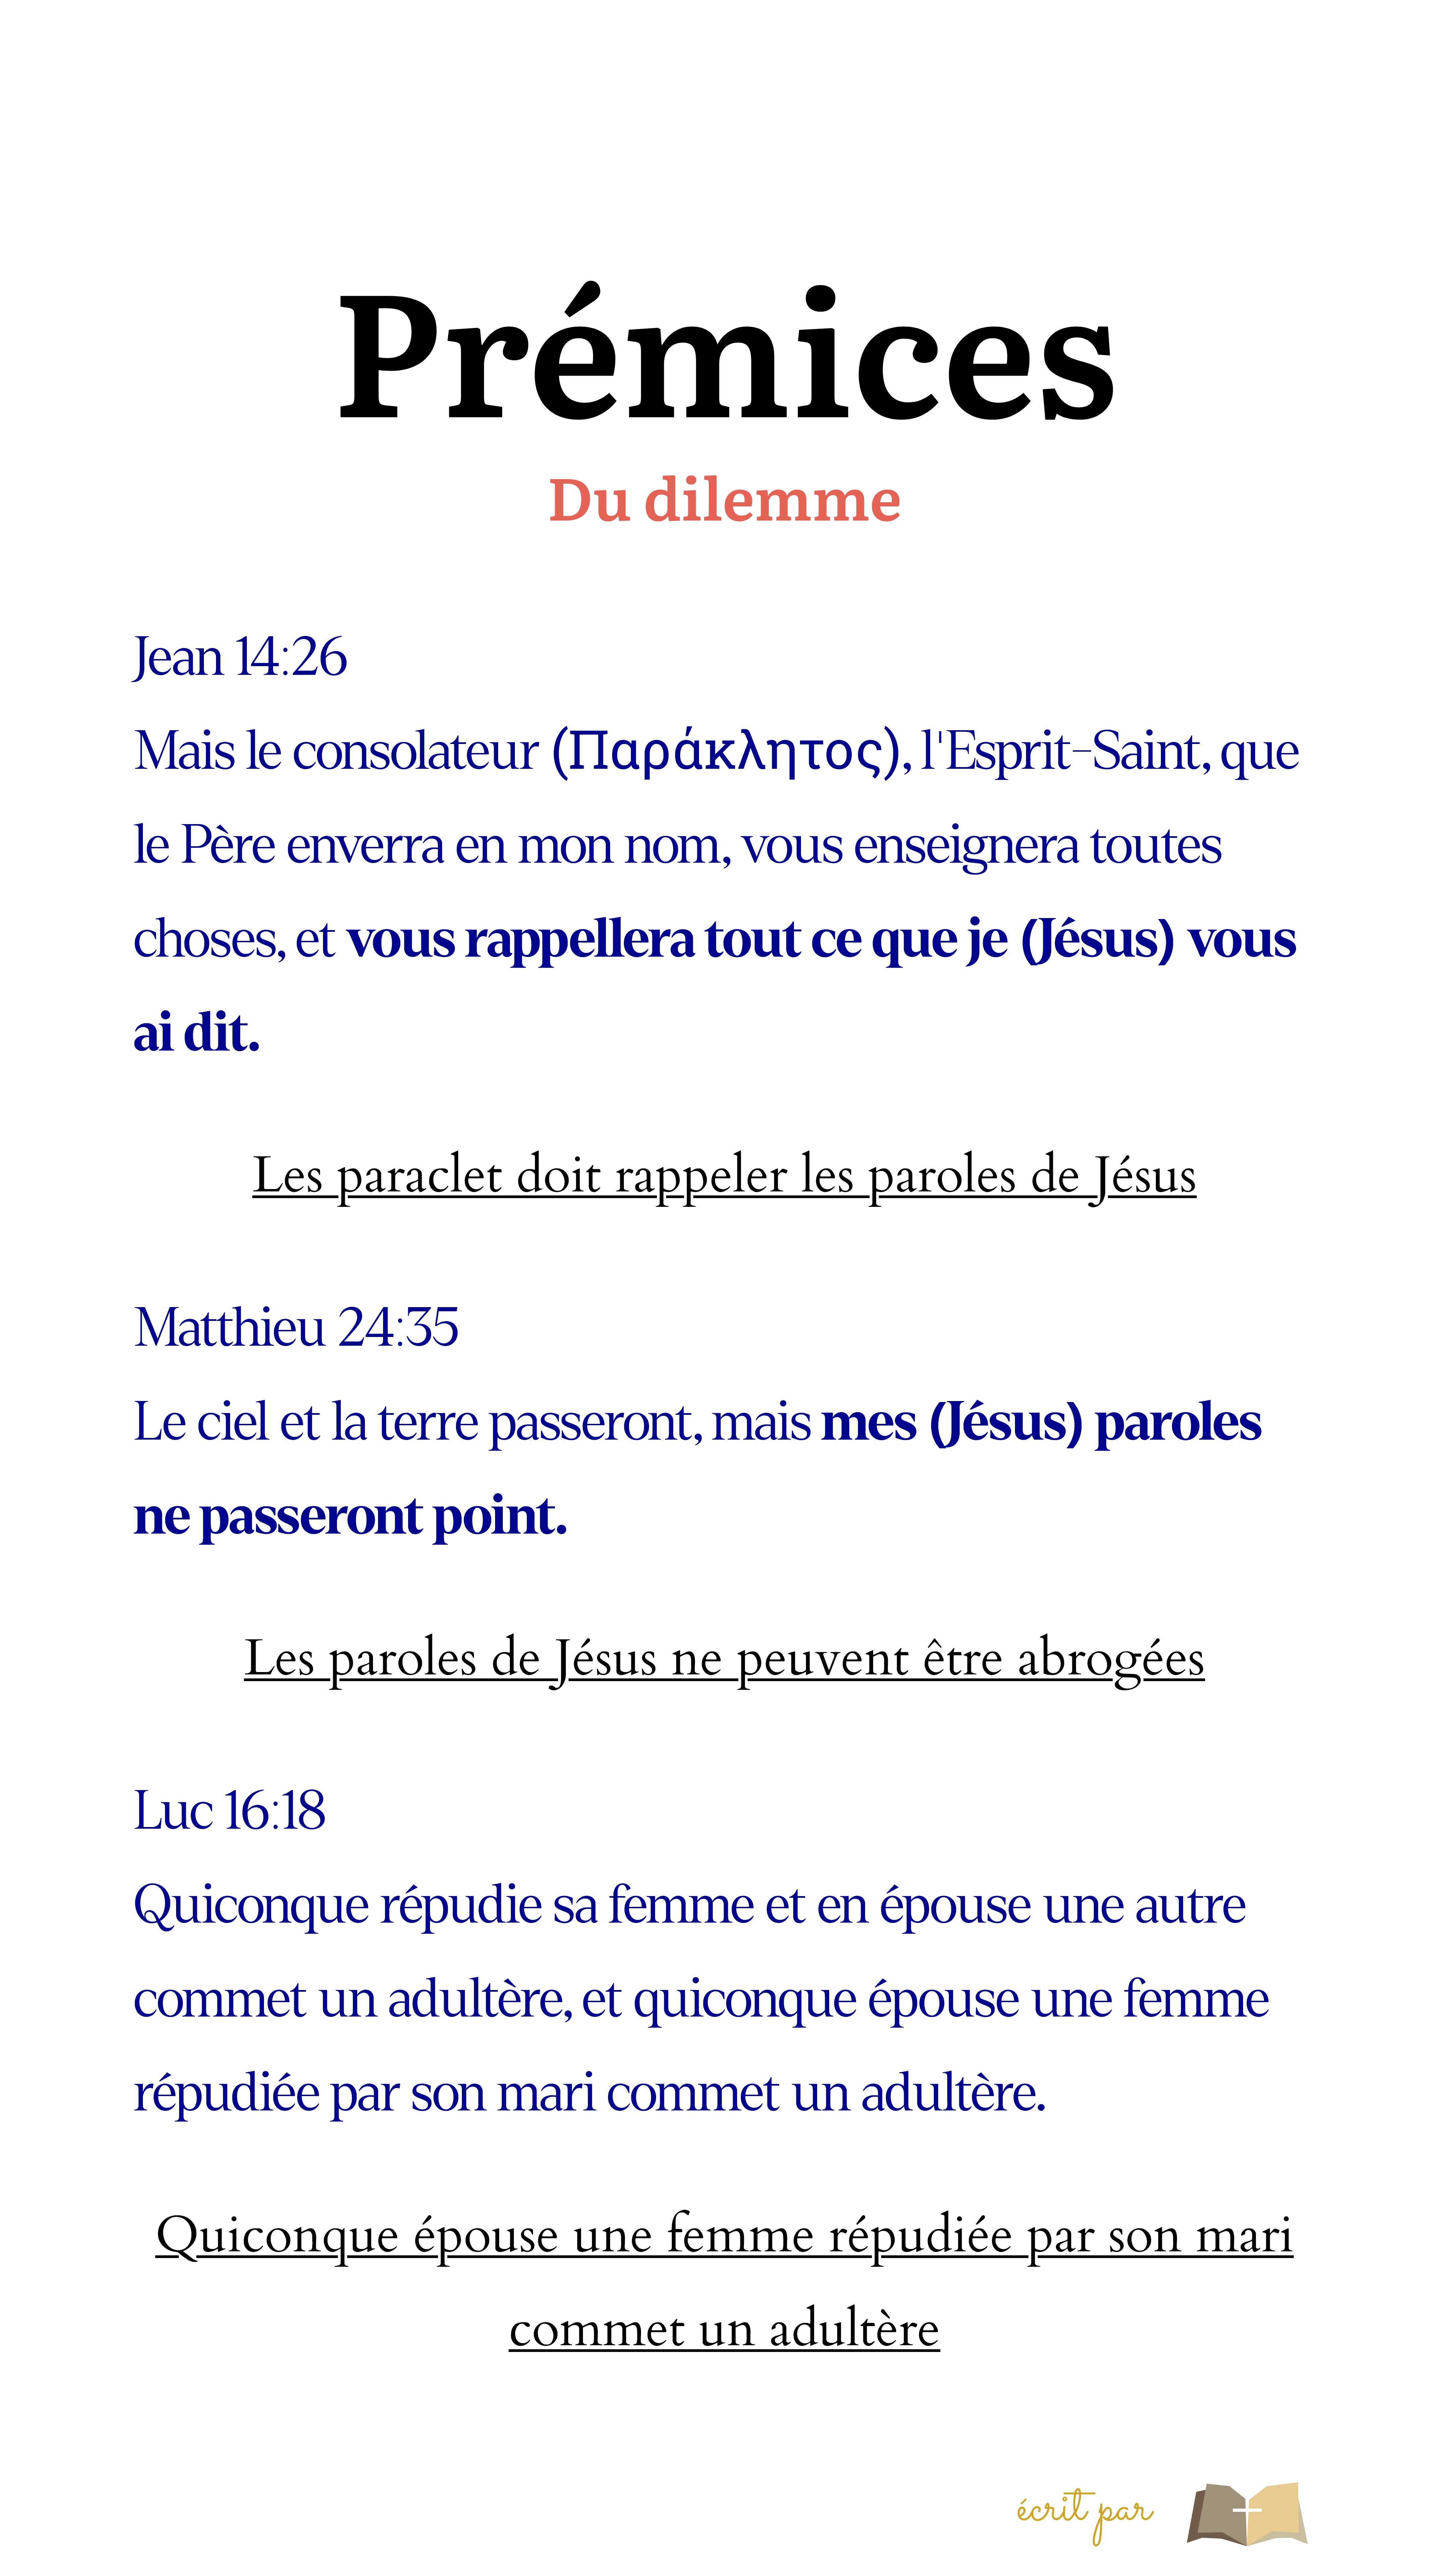 Prémices
Du dilemme
Jean 14:26
Mais le consolateur (Παράκλητος), l'Esprit-Saint, que
le Père enverra en mon nom, vous enseignera toutes
choses, et vous rappellera tout ce que je (Jésus) vous
ai dit.
Les paraclet doit rappeler les paroles de Jésus
Matthieu 24:35
Le ciel et la terre passeront, mais mes (Jésus) paroles
ne passeront point.
Les paroles de Jésus ne peuvent être abrogées
Luc 16:18
Quiconque répudie sa femme et en épouse une autre
commet un adultère, et quiconque épouse une femme
répudiée par son mari commet un adultère.
Quiconque épouse une femme répudiée par son mari
commet un adultère
écrit par